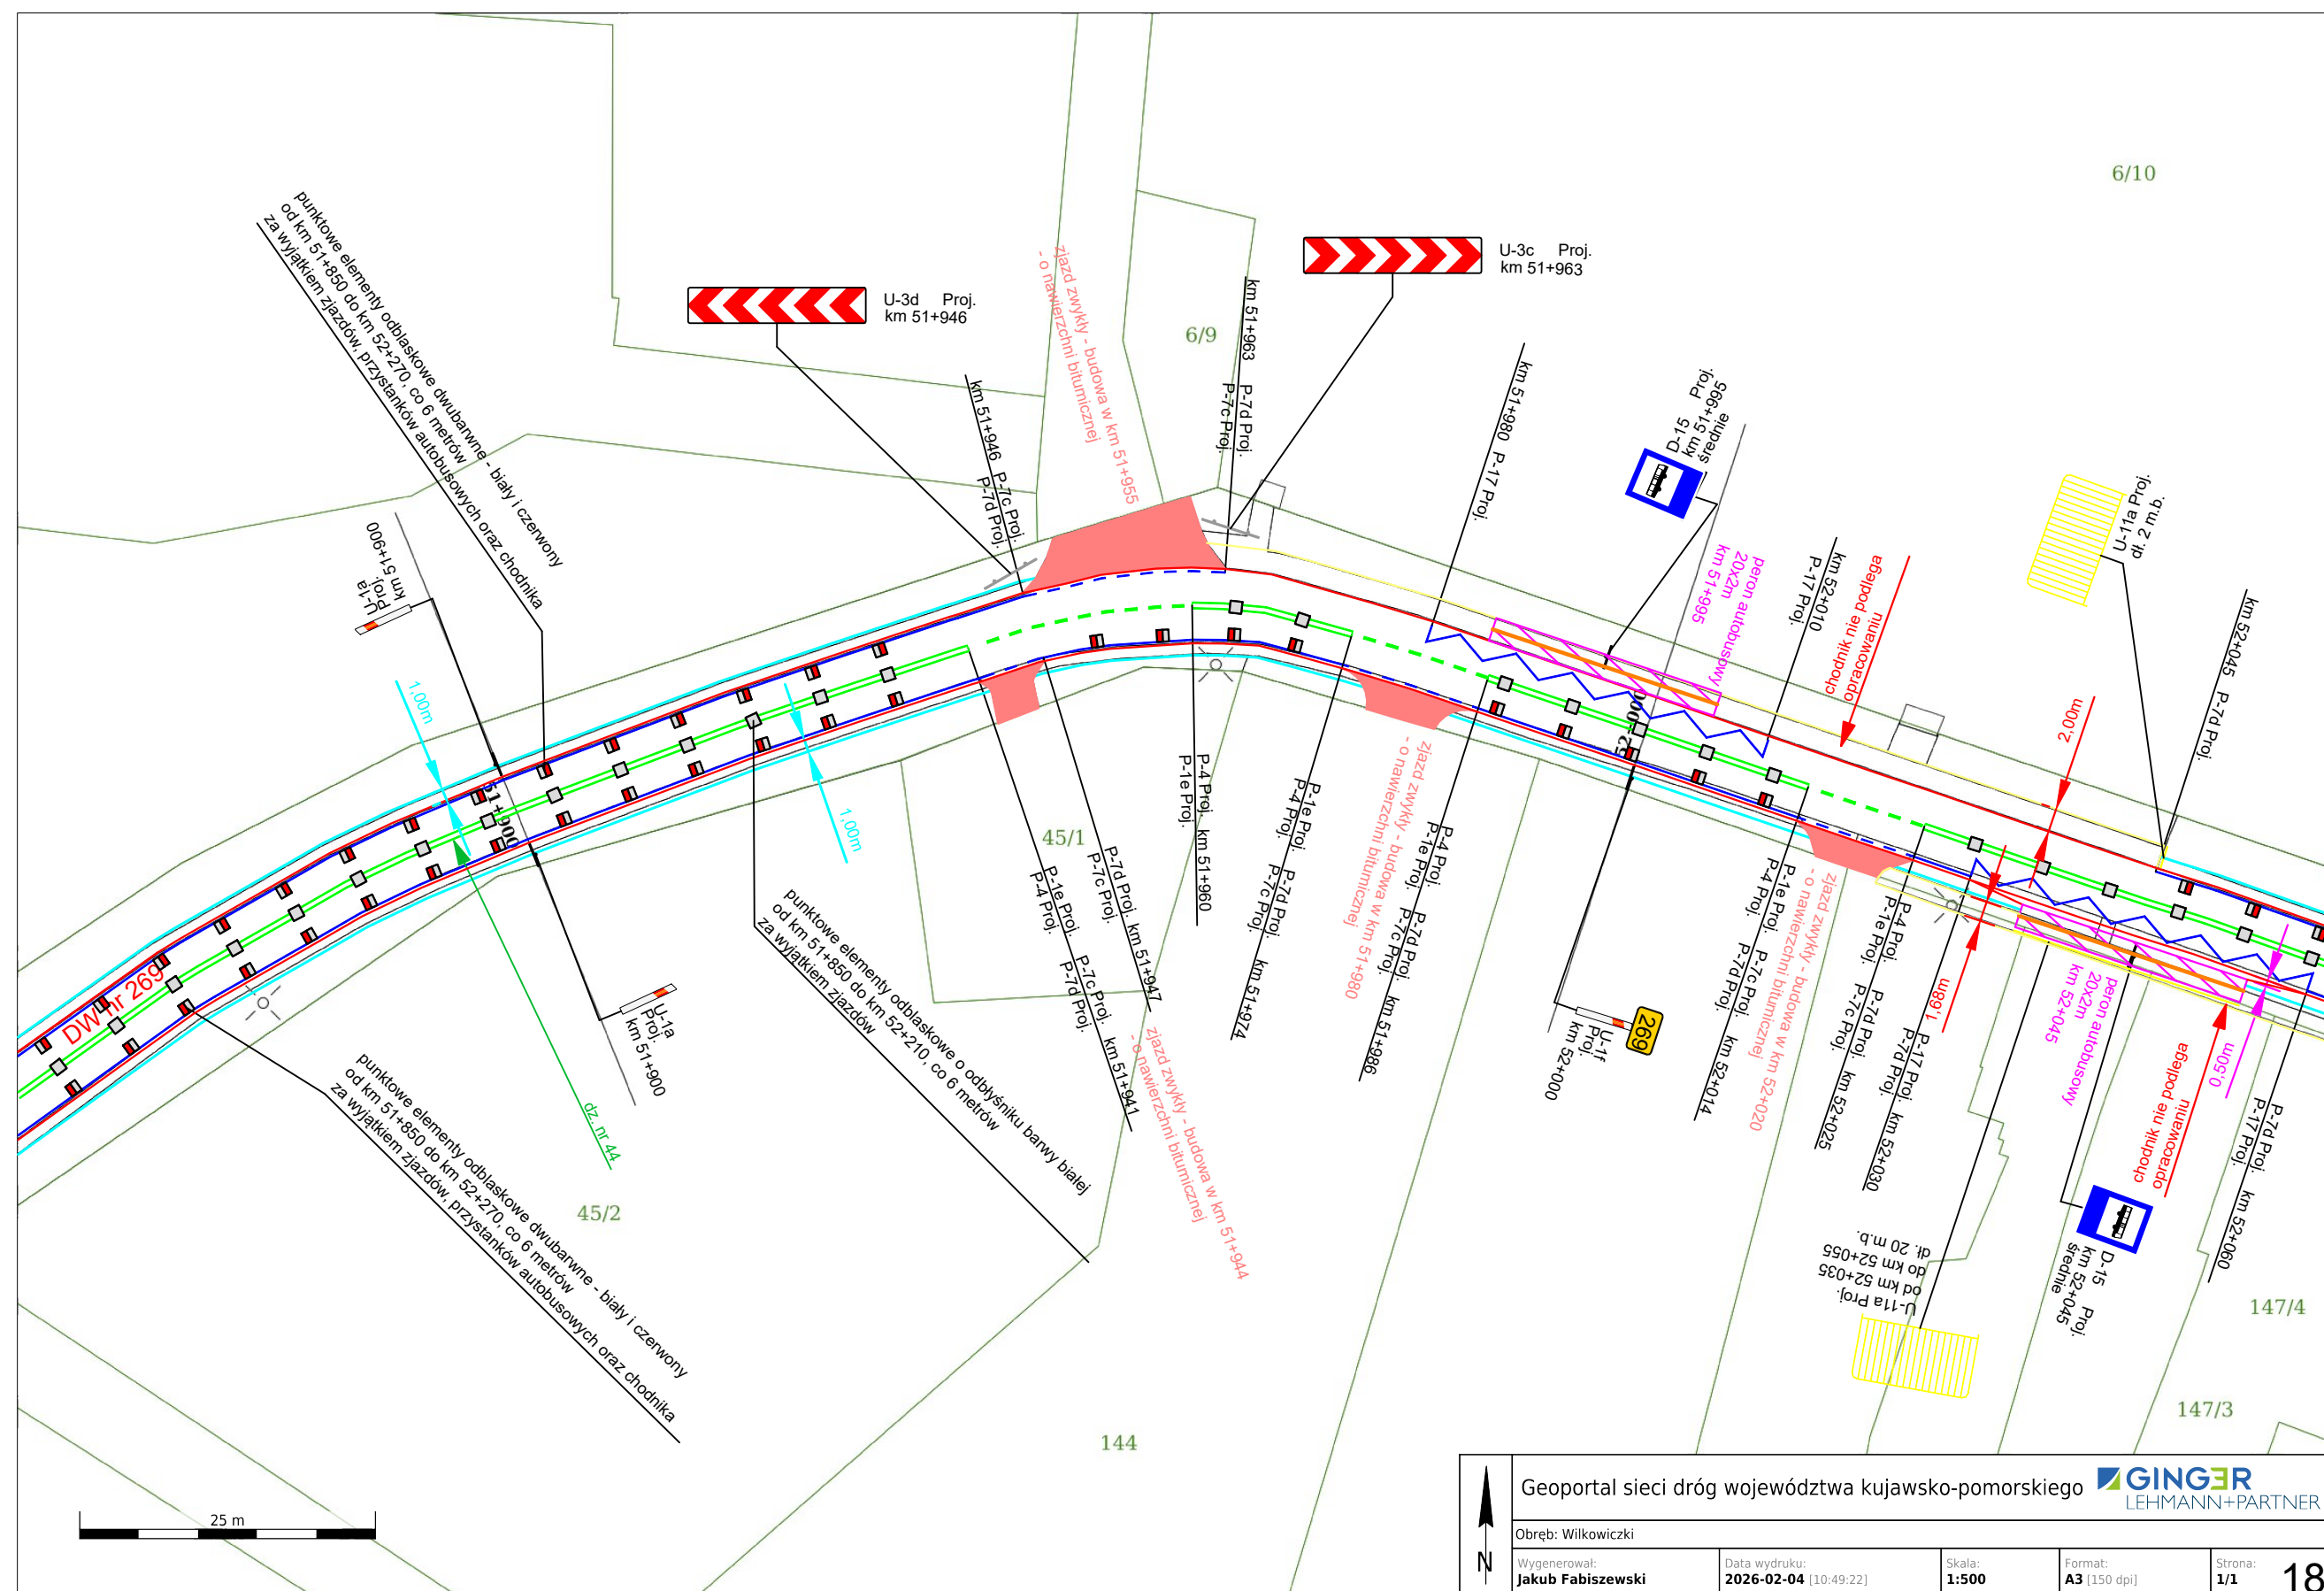 6/10
U-3c Proj.
km 51+963
U-3d Proj.
km 51+946
6/9
punktowe elementy odblaskowe dwubarwne - biały i czerwony
od km 51+850 do km 52+270, co 6 metrów
za wyjątkiem zjazdów, przystanków autobusowych oraz chodnika
zjazd zwykły - budowa w km 51+955
- o nawierzchni bitumicznej
km 51+946 P-7c Proj.
P-7d Proj.
km 51+963 P-7d Proj.
P-7c Proj.
km 51+980 P-17 Proj.
D-15 Proj.
km 51+995
średnie
peron autobusowy
20x2m
km 51+995
km 52+010
P-17 Proj.
chodnik nie podlega
opracowaniu
U-11a Proj.
dł. 2 m.b.
km 52+045 P-7d Proj.
2,00m
U-1a
Proj.
km 51+900
1,00m
51+900
1,00m
52+000
DW nr 269
dz. nr 44
U-1a
Proj.
km 51+900
45/1
45/2
punktowe elementy odblaskowe dwubarwne - biały i czerwony
od km 51+850 do km 52+270, co 6 metrów
za wyjątkiem zjazdów, przystanków autobusowych oraz chodnika
punktowe elementy odblaskowe o odbłyśniku barwy białej
od km 51+850 do km 52+210, co 6 metrów
za wyjątkiem zjazdów
P-1e Proj. P-7c Proj. km 51+941
P-4 Proj. P-7d Proj.
P-7d Proj. km 51+947
P-7c Proj.
zjazd zwykły - budowa w km 51+944
- o nawierzchni bitumicznej
P-4 Proj. km 51+960
P-1e Proj.
P-1e Proj. P-7d Proj. km 51+974
P-4 Proj. P-7c Proj.
zjazd zwykły - budowa w km 51+980
- o nawierzchni bitumicznej
P-4 Proj. P-7d Proj. km 51+986
P-1e Proj. P-7c Proj.
269
U-1f
Proj.
km 52+000
P-1e Proj. P-7c Proj. km 52+014
P-4 Proj. P-7d Proj.
zjazd zwykły - budowa w km 52+020
- o nawierzchni bitumicznej
P-4 Proj. P-7d Proj. km 52+025
P-1e Proj. P-7c Proj.
P-17 Proj. km 52+030
P-7d Proj.
1,68m
peron autobusowy
20x2m
km 52+045
chodnik nie podlega
opracowaniu
0,50m
P-7d Proj. km 52+060
P-17 Proj.
U-11a Proj.
od km 52+035
do km 52+055
dł. 20 m.b.
D-15 Proj.
km 52+045
średnie
147/4
147/3
144
25 m
N
Geoportal sieci dróg województwa kujawsko-pomorskiego
GINGER
LEHMANN+PARTNER
Obręb: Wilkowiczki
Wygenerował:
Jakub Fabiszewski
Data wydruku:
2026-02-04 [10:49:22]
Skala:
1:500
Format:
A3 [150 dpi]
Strona:
1/1
18